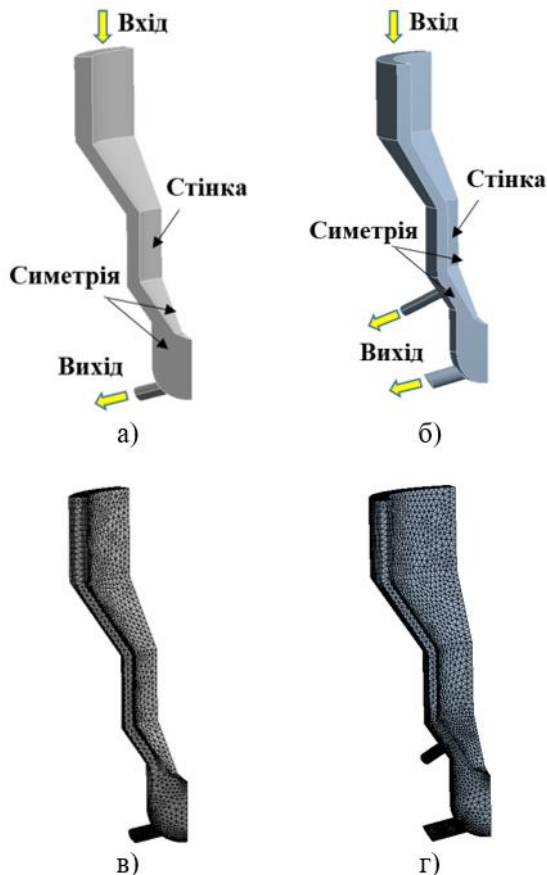 Вхід
Вхід
Стінка
Стінка
Симетрія
Симетрія
Вихід
Вихід
а)
б)
в)
г)